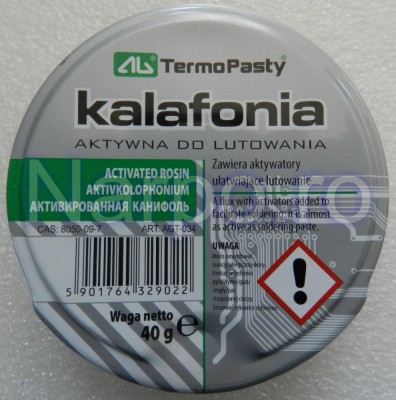 AG TermoPasty
kalafonia
AKTYWNA DO LUTOWANIA
ACTIVATED ROSIN
AKTIVKOLOPHONIUM
АКТИВИРОВАННАЯ КАНИФОЛЬ
CAS: 8050-09-7 ART. AGT-034
5 901764 329022
Waga netto
40 g e
Zawiera aktywatory
ułatwiające lutowanie
A flux with activators added to
facilitate soldering; it is almost
as active as soldering paste.
UWAGA
Może powodować